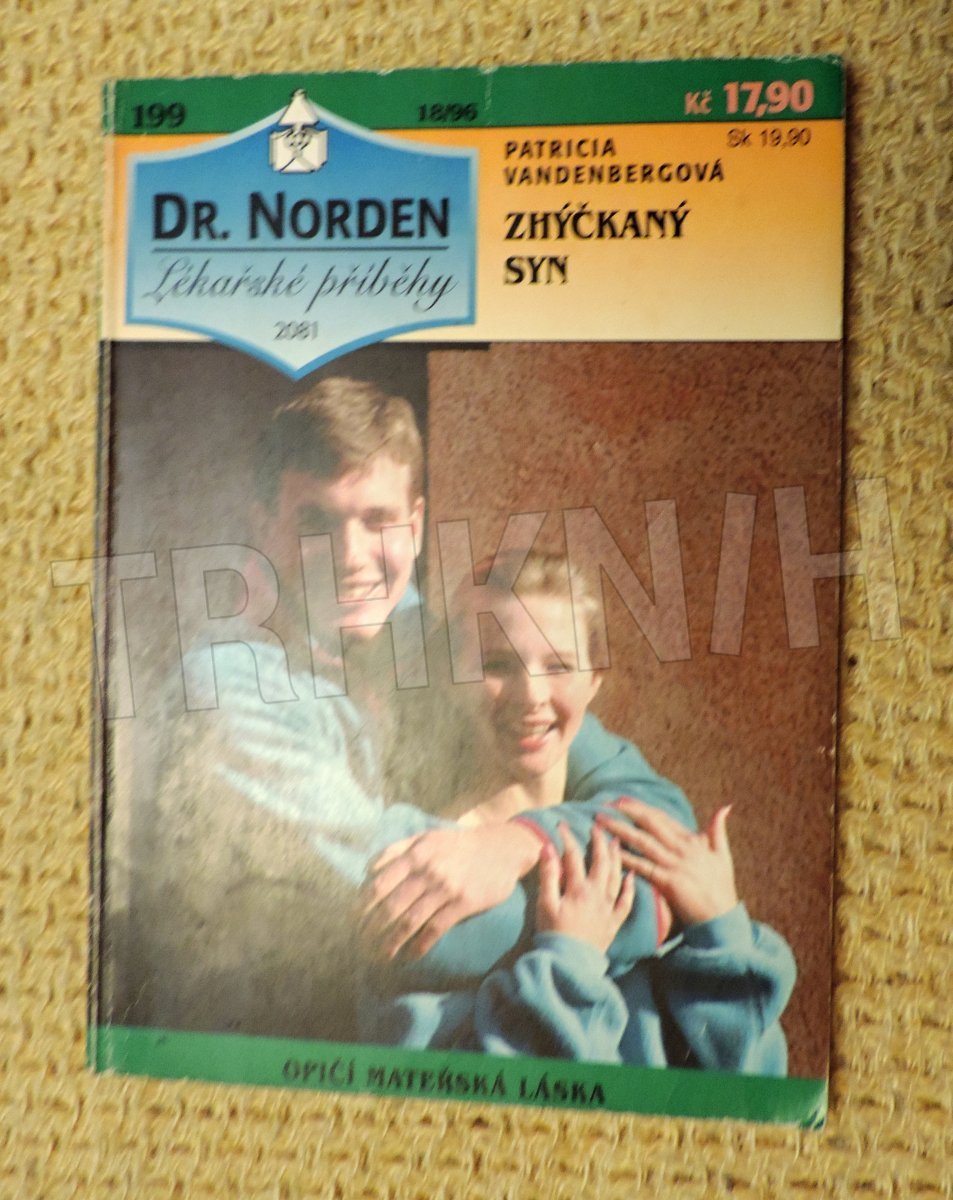 199
18/96
Kč 17,90
Sk 19,90
DR. NORDEN
Lékařské příběhy
2081
PATRICIA
VANDENBERGOVÁ
ZHÝČKANÝ
SYN
TRHKNIH
OPIČÍ MATEŘSKÁ LÁSKA